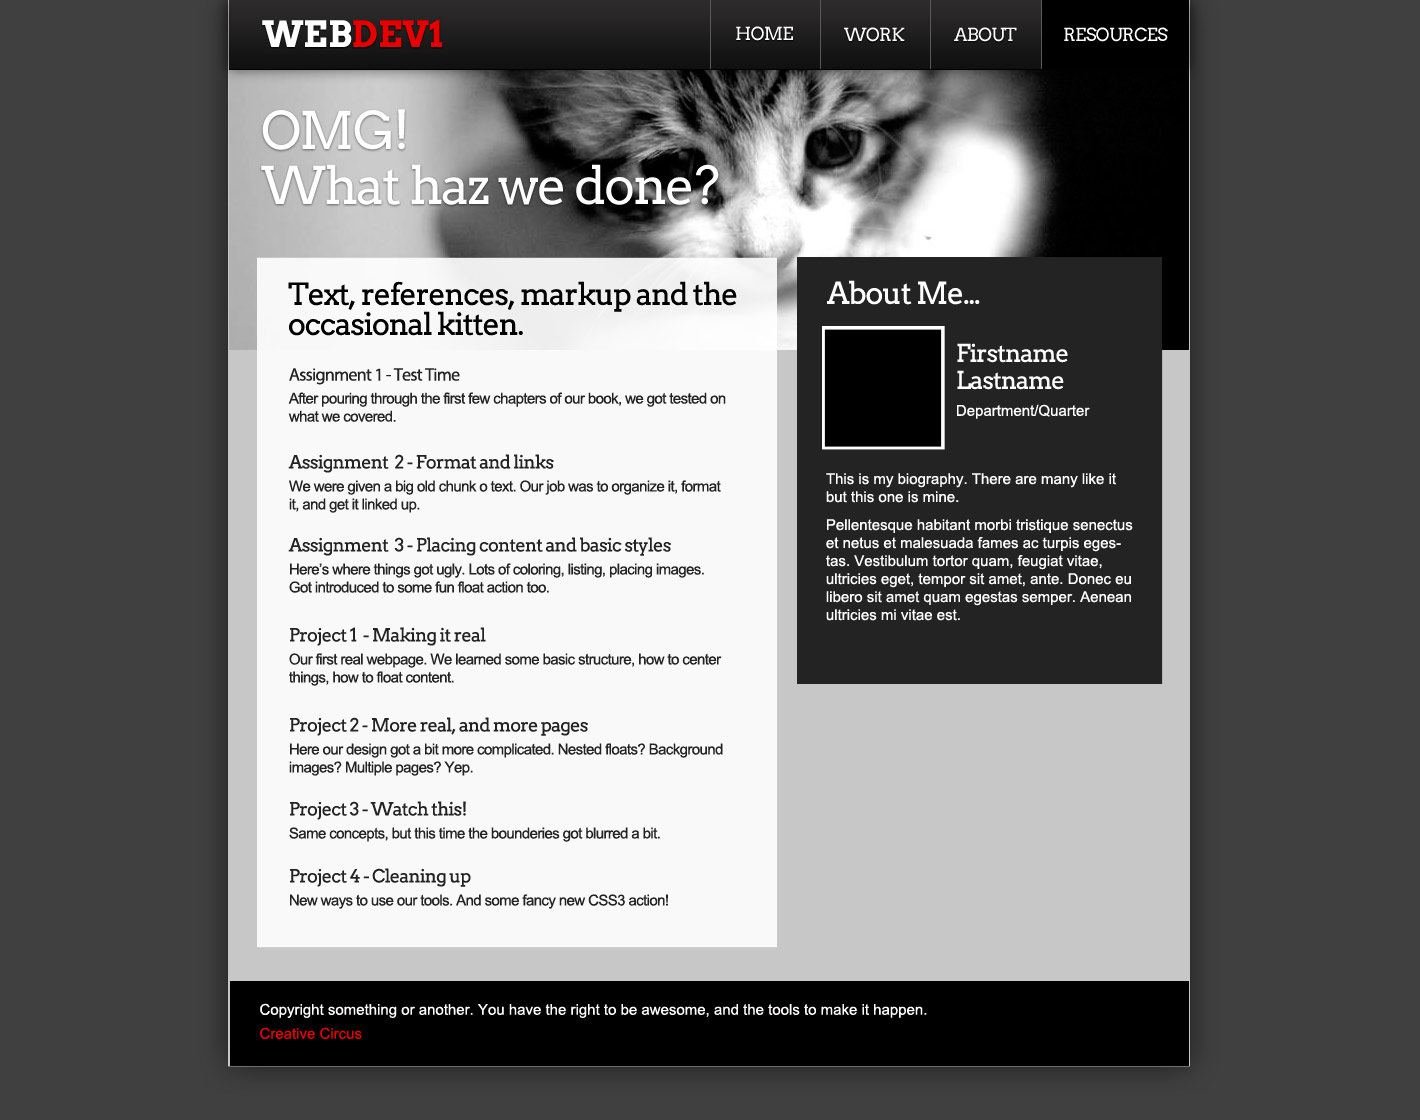 WEBDEV1
HOME
WORK
ABOUT
RESOURCES
OMG!
What haz we done?
Text, references, markup and the
occasional kitten.
Assignment 1 - Test Time
After pouring through the first few chapters of our book, we got tested on
what we covered.
Assignment 2 - Format and links
We were given a big old chunk o text. Our job was to organize it, format
it, and get it linked up.
Assignment 3 - Placing content and basic styles
Here's where things got ugly. Lots of coloring, listing, placing images.
Got introduced to some fun float action too.
Project 1 - Making it real
Our first real webpage. We learned some basic structure, how to center
things, how to float content.
Project 2 - More real, and more pages
Here our design got a bit more complicated. Nested floats? Background
images? Multiple pages? Yep.
Project 3 - Watch this!
Same concepts, but this time the bounderies got blurred a bit.
Project 4 - Cleaning up
New ways to use our tools. And some fancy new CSS3 action!
About Me...
Firstname
Lastname
Department/Quarter
This is my biography. There are many like it
but this one is mine.
Pellentesque habitant morbi tristique senectus
et netus et malesuada fames ac turpis eges-
tas. Vestibulum tortor quam, feugiat vitae,
ultricies eget, tempor sit amet, ante. Donec eu
libero sit amet quam egestas semper. Aenean
ultricies mi vitae est.
Copyright something or another. You have the right to be awesome, and the tools to make it happen.
Creative Circus